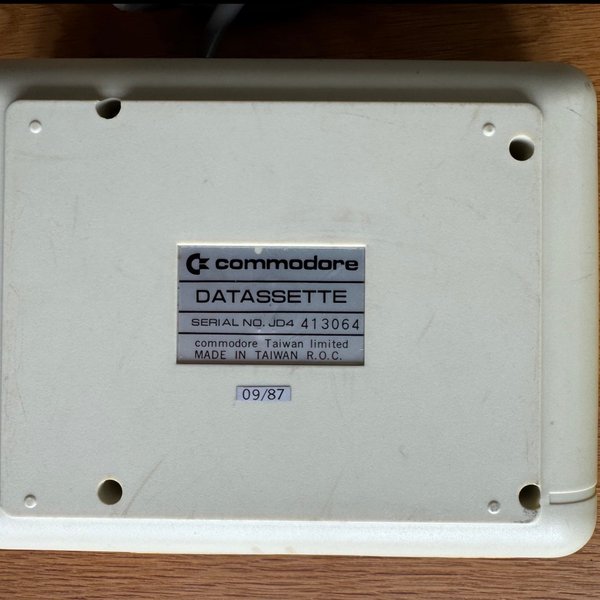 commodore
DATASSETTE
SERIAL NO. JD4 413064
commodore Taiwan limited
MADE IN TAIWAN R.O.C.
09/87